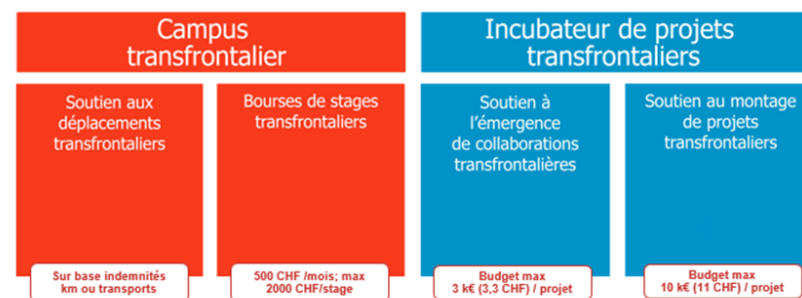 Campus
transfrontalier
Incubateur de projets
transfrontaliers
Soutien aux
déplacements
transfrontaliers
Bourses de stages
transfrontaliers
Soutien à
l'émergence
de collaborations
transfrontalières
Soutien au montage
de projets
transfrontaliers
Sur base indemnités
km ou transports
500 CHF /mois; max
2000 CHF/stage
Budget max
3 k€ (3,3 CHF) / projet
Budget max
10 k€ (11 CHF) / projet